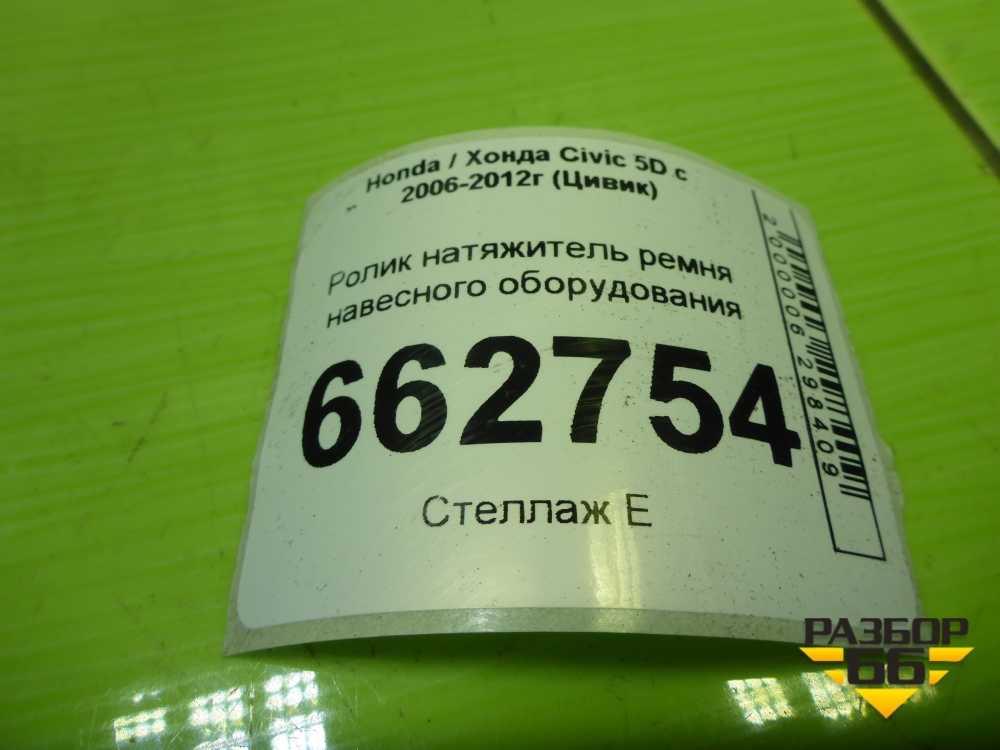 Honda / Хонда Civic 5D с
2006-2012г (Цивик)
Ролик натяжитель ремня
навесного оборудования
662754
Стеллаж Е
2000006298409
РАЗБОР
66